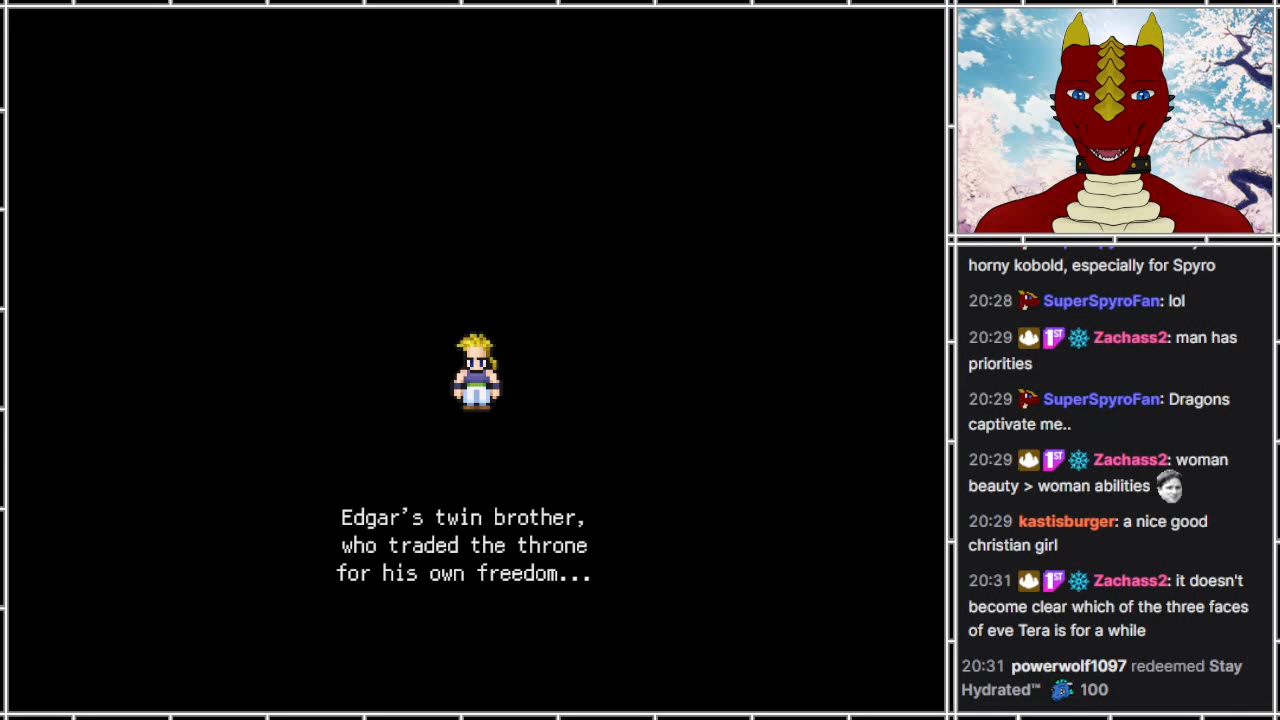 Edgar's twin brother,
who traded the throne
for his own freedom...
horny kobold, especially for Spyro
20:28 SuperSpyroFan: lol
20:29 1ST Zachass2: man has
priorities
20:29 SuperSpyroFan: Dragons
captivate me..
20:29 1ST Zachass2: woman
beauty > woman abilities
20:29 kastisburger: a nice good
christian girl
20:31 1ST Zachass2: it doesn't
become clear which of the three faces
of eve Tera is for a while
20:31 powerwolf1097 redeemed Stay
Hydrated™ 100